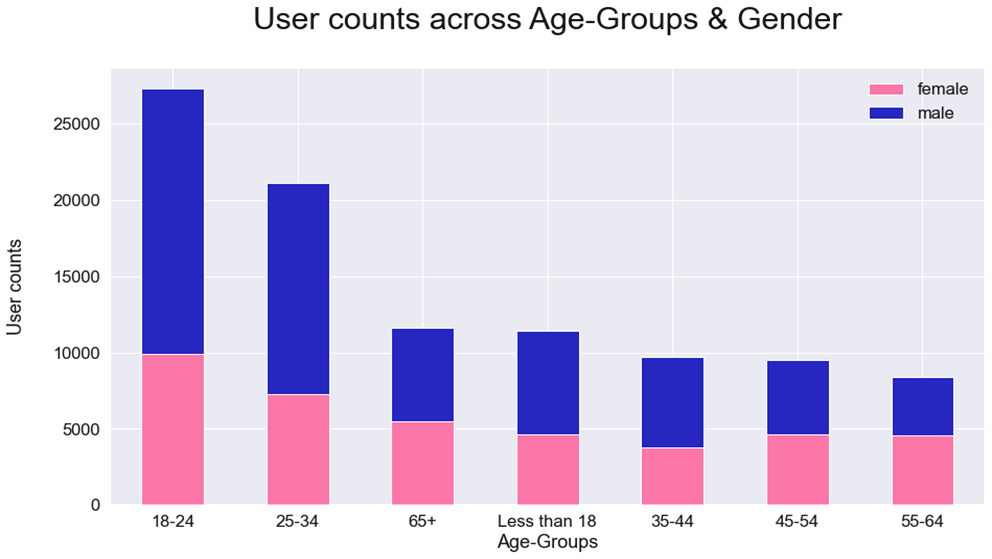 User counts across Age-Groups & Gender
female
male
25000
20000
15000
10000
5000
0
User counts
18-24 25-34 65+ Less than 18 35-44 45-54 55-64
Age-Groups